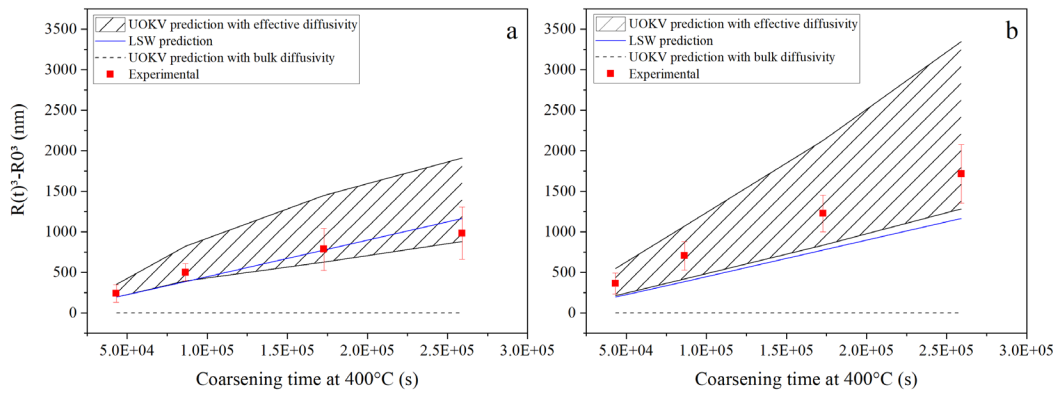 UOKV prediction with effective diffusivity
LSW prediction
UOKV prediction with bulk diffusivity
Experimental
a
3500
3000
2500
2000
1500
1000
500
0
R(t)³-R0³ (nm)
5.0E+04
1.0E+05
1.5E+05
2.0E+05
2.5E+05
3.0E+05
Coarsening time at 400°C (s)
UOKV prediction with effective diffusivity
LSW prediction
UOKV prediction with bulk diffusivity
Experimental
b
3500
3000
2500
2000
1500
1000
500
0
5.0E+04
1.0E+05
1.5E+05
2.0E+05
2.5E+05
3.0E+05
Coarsening time at 400°C (s)